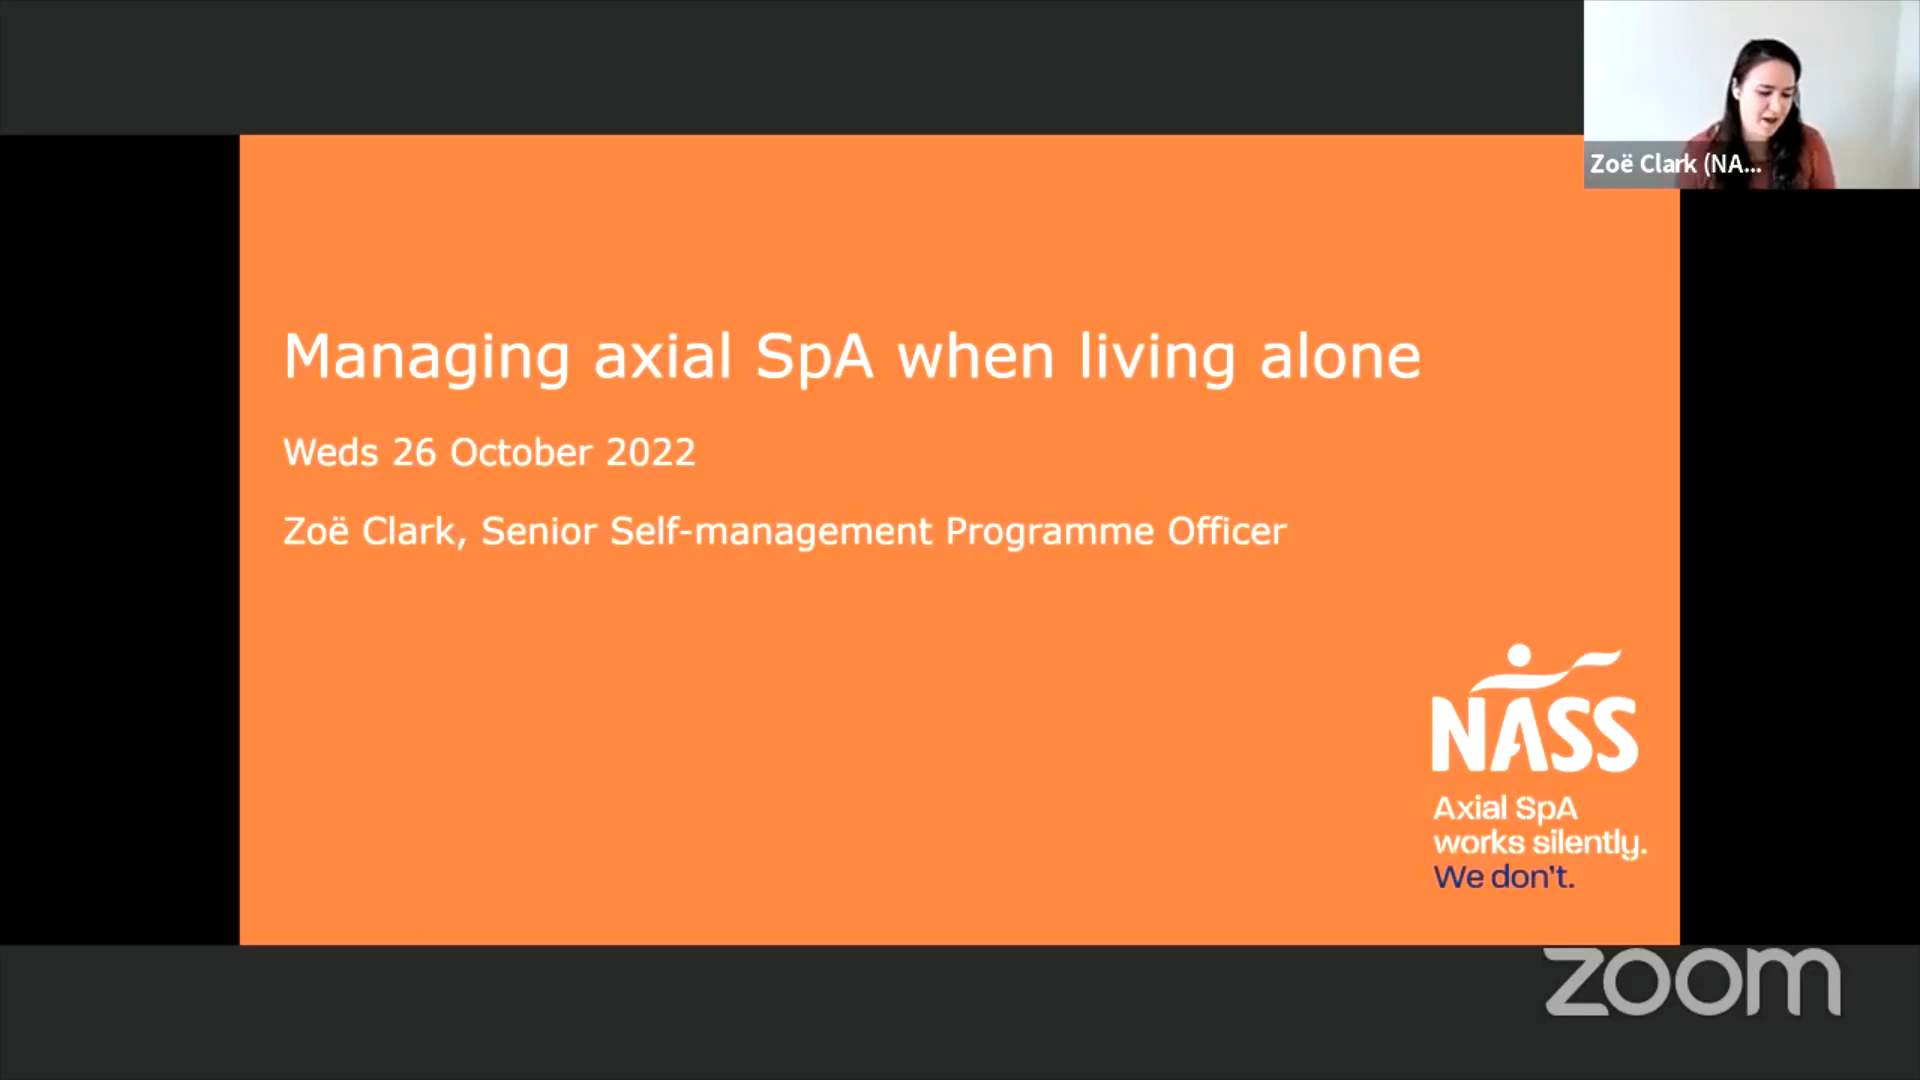 Zoë Clark (NA...
Managing axial SpA when living alone
Weds 26 October 2022
Zoë Clark, Senior Self-management Programme Officer
NASS
Axial SpA
works silently.
We don't.
zoom